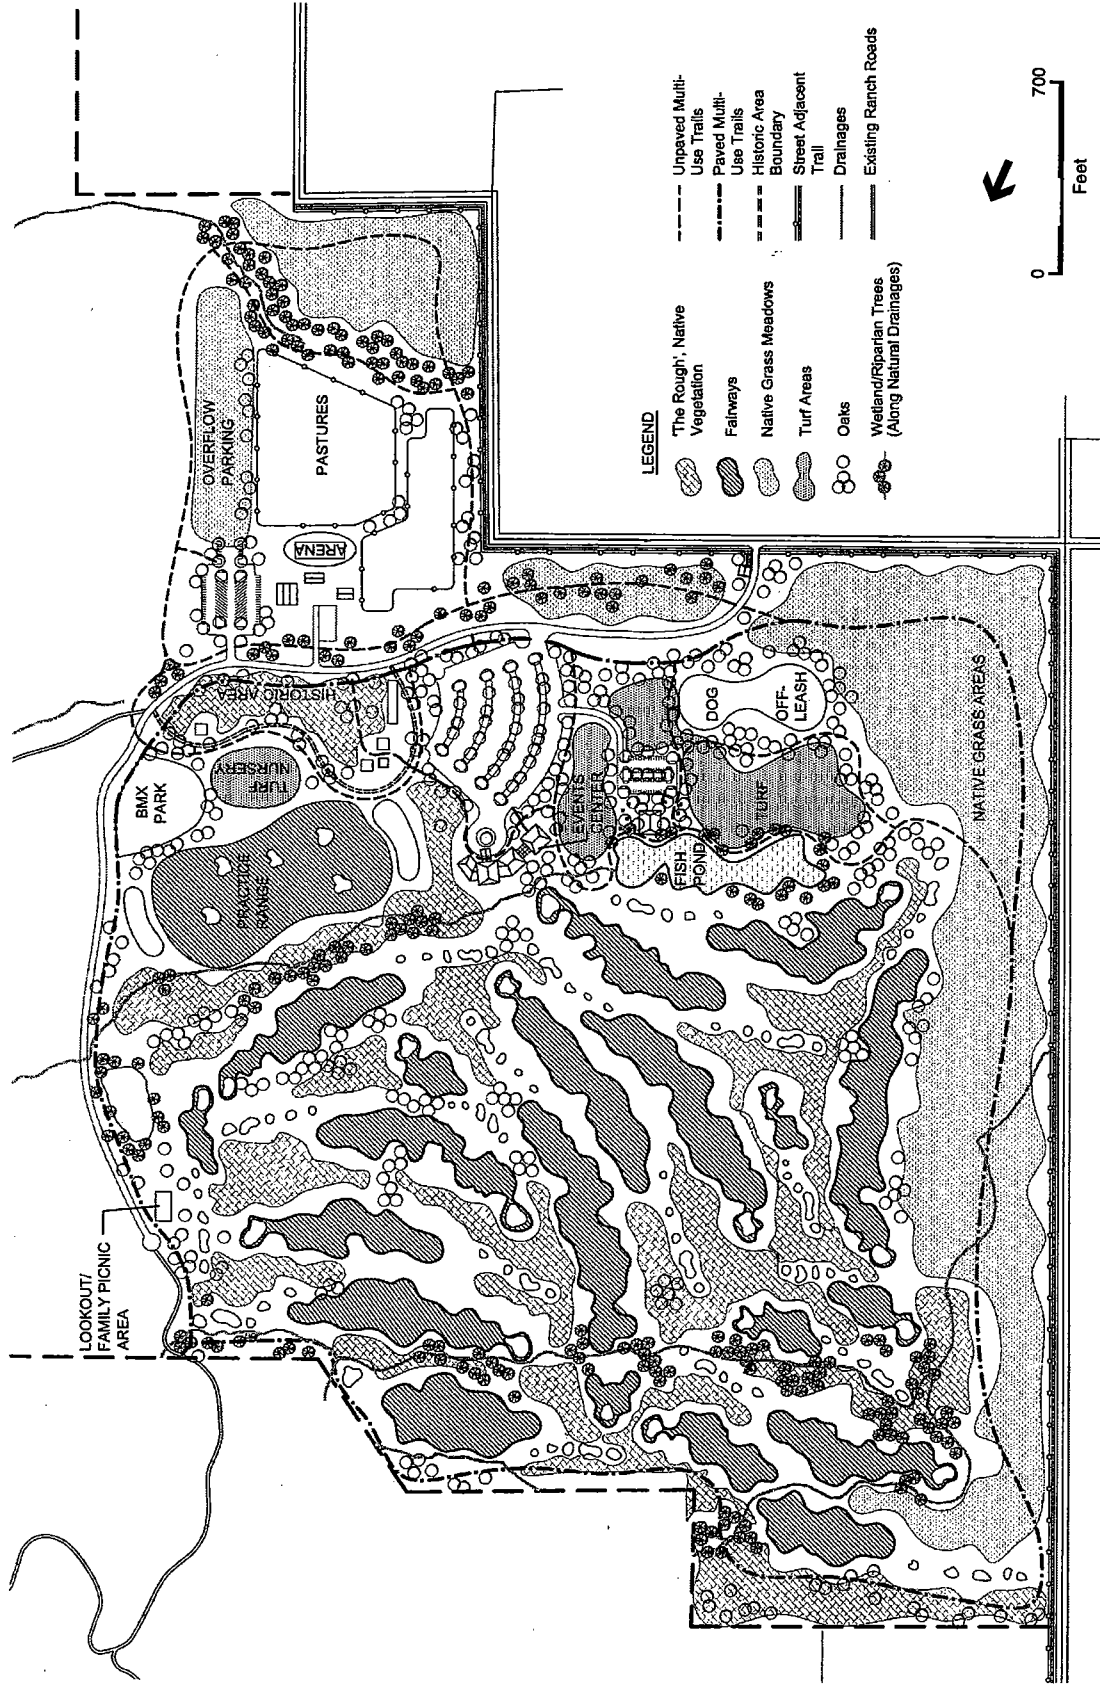 LOOKOUT/
FAMILY PICNIC
AREA
BMX
PARK
TURF
NURSERY
HISTORIC AREA
PRACTICE
RANGE
OVERFLOW
PARKING
PASTURES
ARENA
EVENTS
CENTER
FISH
POND
TURF
DOG
OFF-
LEASH
NATIVE GRASS AREAS
LEGEND
'The Rough', Native
Vegetation
Fairways
Native Grass Meadows
Turf Areas
Oaks
Wetland/Riparian Trees
(Along Natural Drainages)
Unpaved Multi-
Use Trails
Paved Multi-
Use Trails
Historic Area
Boundary
Street Adjacent
Trail
Drainages
Existing Ranch Roads
0
700
Feet